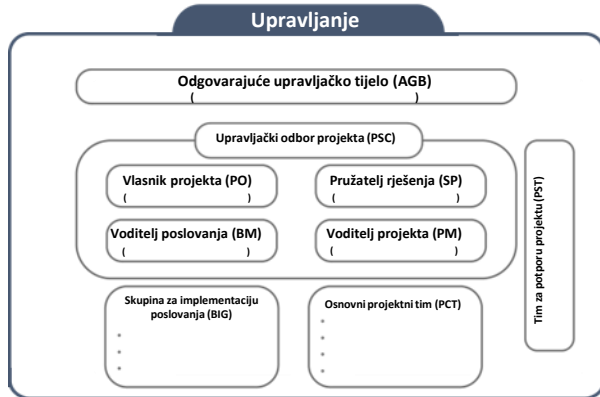 Upravljanje
Odgovarajuće upravljačko tijelo (AGB)
( )
Upravljački odbor projekta (PSC)
Vlasnik projekta (PO)
( )
Pružatelj rješenja (SP)
( )
Voditelj poslovanja (BM)
( )
Voditelj projekta (PM)
( )
Tim za potporu projektu (PST)
Skupina za implementaciju
poslovanja (BIG)
•
•
•
Osnovni projektni tim (PCT)
•
•
•
•